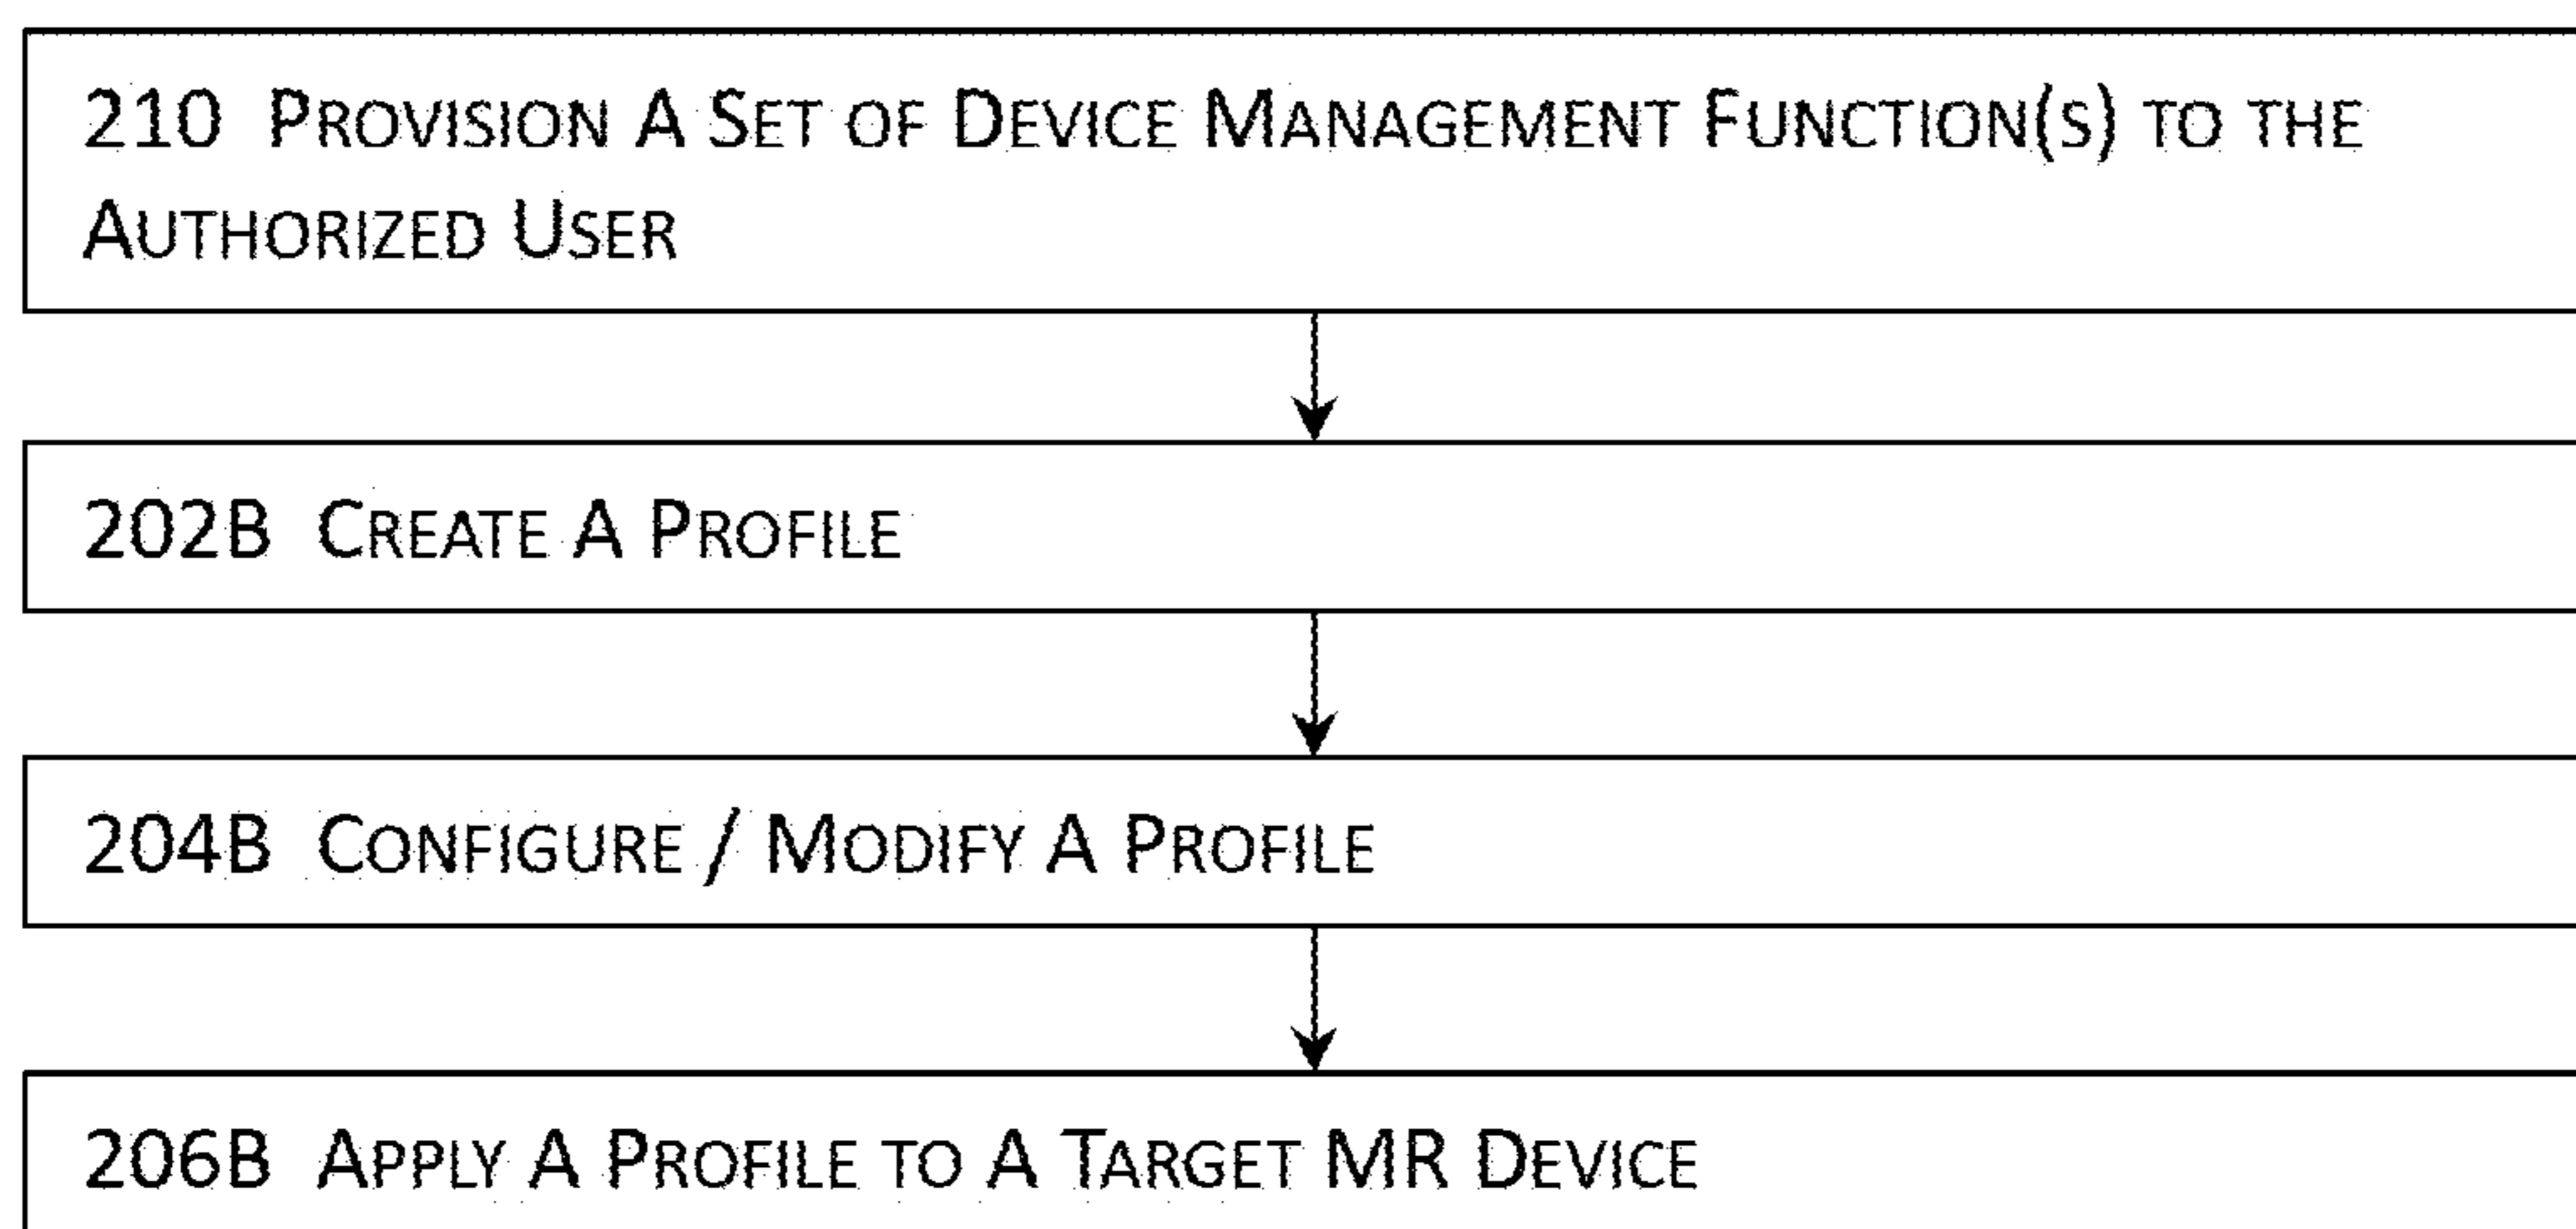 210 Provision A Set of Device Management Function(s) to the
Authorized User
202B Create A Profile
204B Configure / Modify A Profile
206B Apply A Profile to A Target MR Device